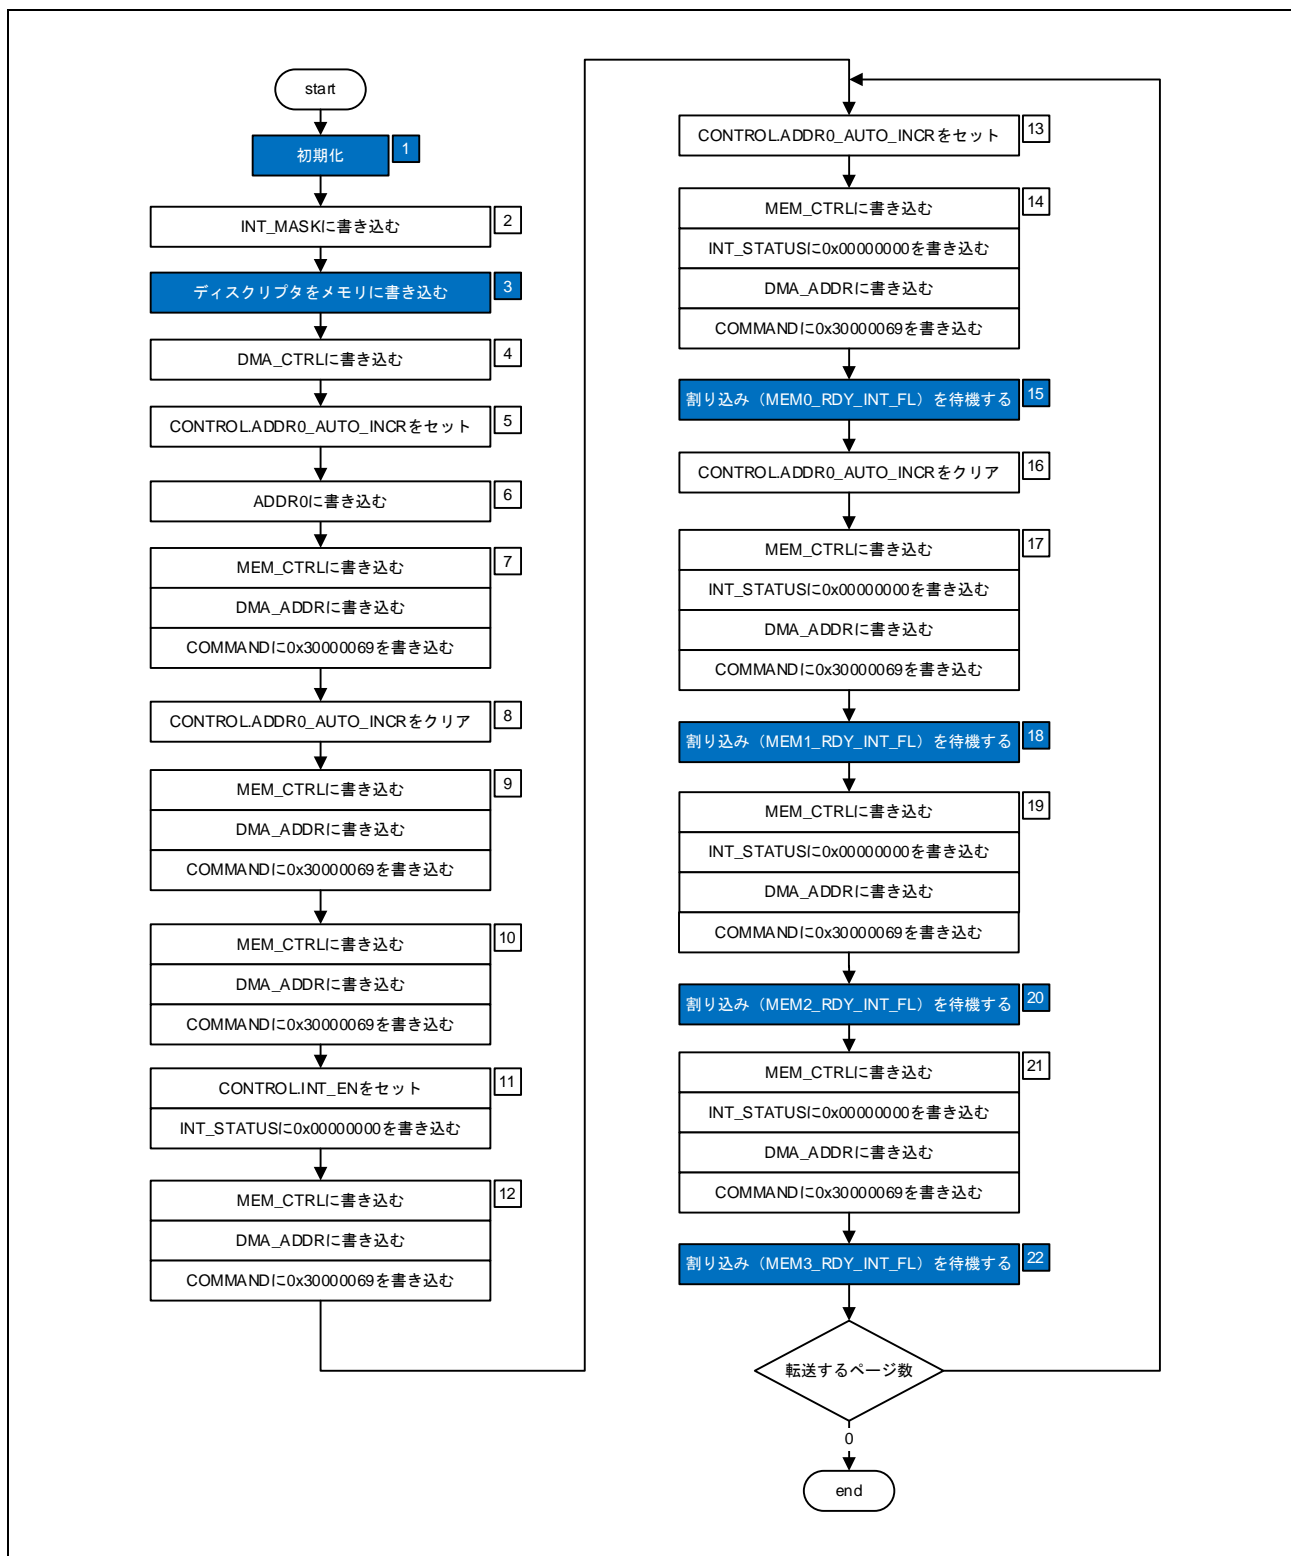 start
初期化
1
INT_MASKに書き込む
2
ディスクリプタをメモリに書き込む
3
DMA_CTRLに書き込む
4
CONTROL.ADDR0_AUTO_INCRをセット
5
ADDR0に書き込む
6
MEM_CTRLに書き込む
7
DMA_ADDRに書き込む
COMMANDに0x30000069を書き込む
CONTROL.ADDR0_AUTO_INCRをクリア
8
MEM_CTRLに書き込む
9
DMA_ADDRに書き込む
COMMANDに0x30000069を書き込む
MEM_CTRLに書き込む
10
DMA_ADDRに書き込む
COMMANDに0x30000069を書き込む
CONTROL.INT_ENをセット
11
INT_STATUSに0x00000000を書き込む
MEM_CTRLに書き込む
12
DMA_ADDRに書き込む
COMMANDに0x30000069を書き込む
CONTROL.ADDR0_AUTO_INCRをセット
13
MEM_CTRLに書き込む
14
INT_STATUSに0x00000000を書き込む
DMA_ADDRに書き込む
COMMANDに0x30000069を書き込む
割り込み（MEM0_RDY_INT_FL）を待機する
15
CONTROL.ADDR0_AUTO_INCRをクリア
16
MEM_CTRLに書き込む
17
INT_STATUSに0x00000000を書き込む
DMA_ADDRに書き込む
COMMANDに0x30000069を書き込む
割り込み（MEM1_RDY_INT_FL）を待機する
18
MEM_CTRLに書き込む
19
INT_STATUSに0x00000000を書き込む
DMA_ADDRに書き込む
COMMANDに0x30000069を書き込む
割り込み（MEM2_RDY_INT_FL）を待機する
20
MEM_CTRLに書き込む
21
INT_STATUSに0x00000000を書き込む
DMA_ADDRに書き込む
COMMANDに0x30000069を書き込む
割り込み（MEM3_RDY_INT_FL）を待機する
22
転送するページ数
0
end